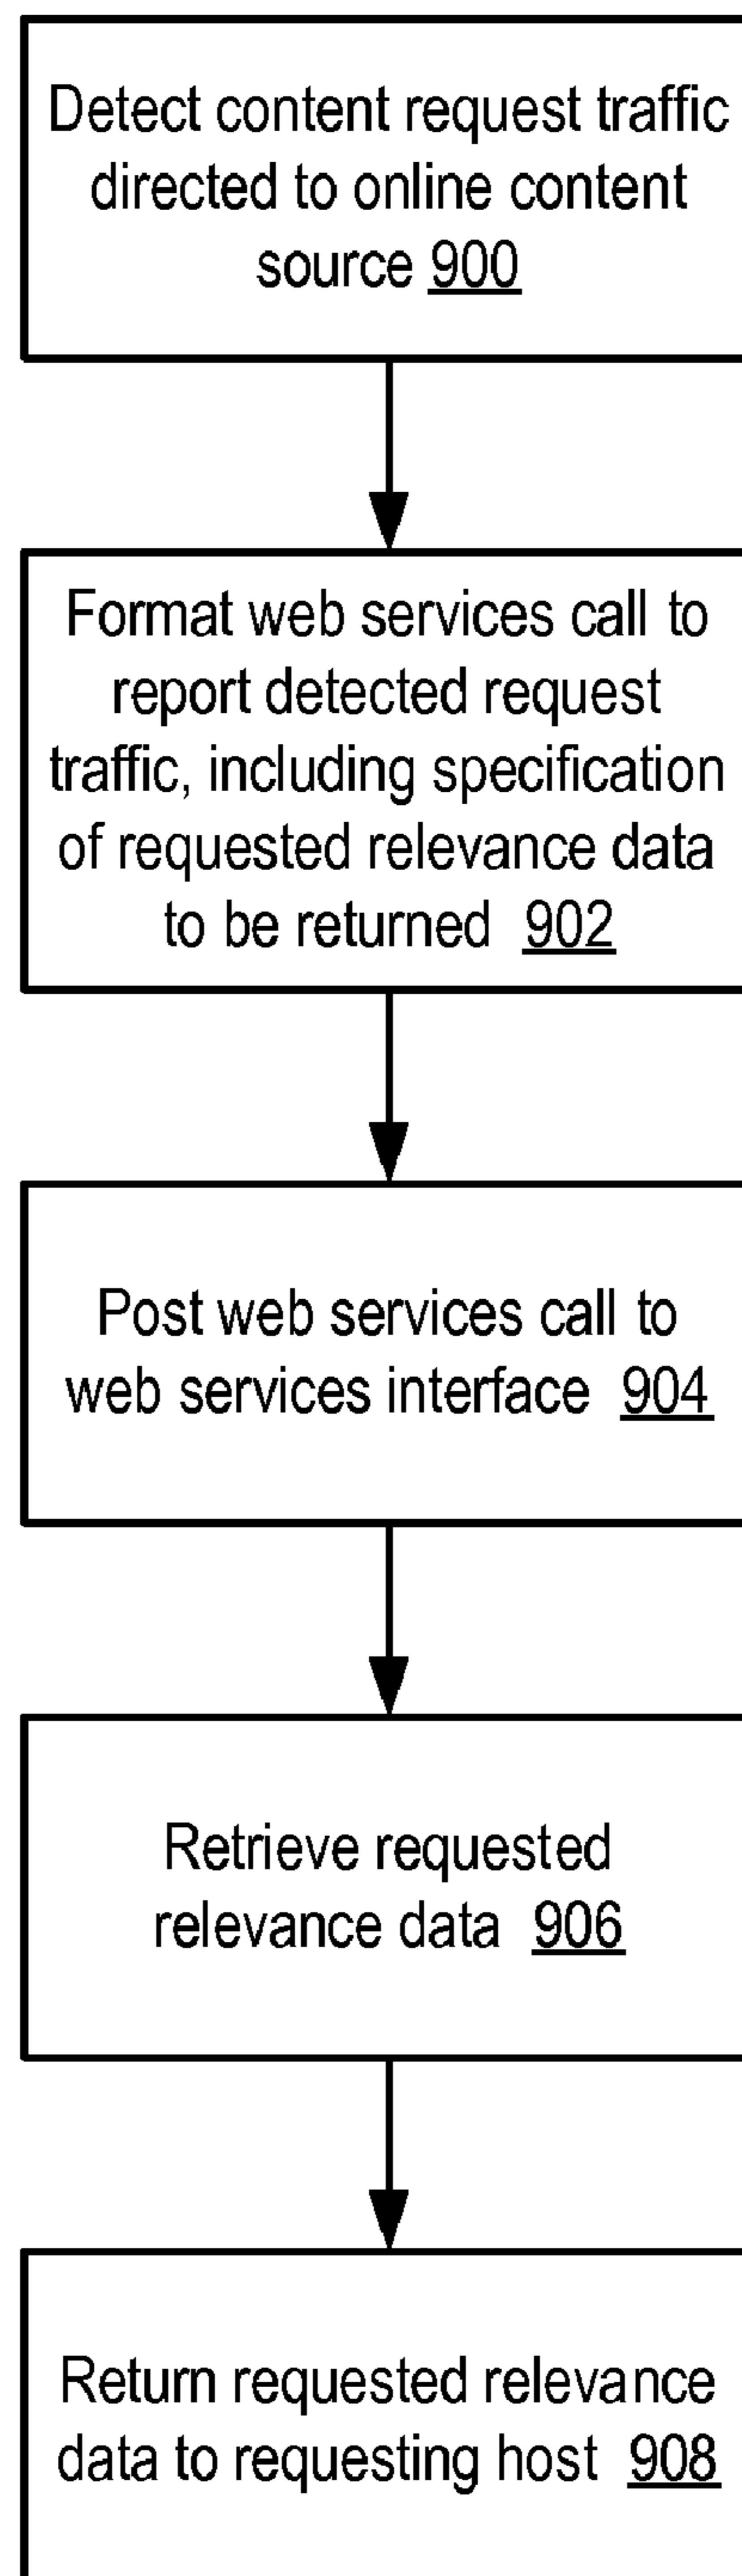 Detect content request traffic
directed to online content
source 900
Format web services call to
report detected request
traffic, including specification
of requested relevance data
to be returned 902
Post web services call to
web services interface 904
Retrieve requested
relevance data 906
Return requested relevance
data to requesting host 908